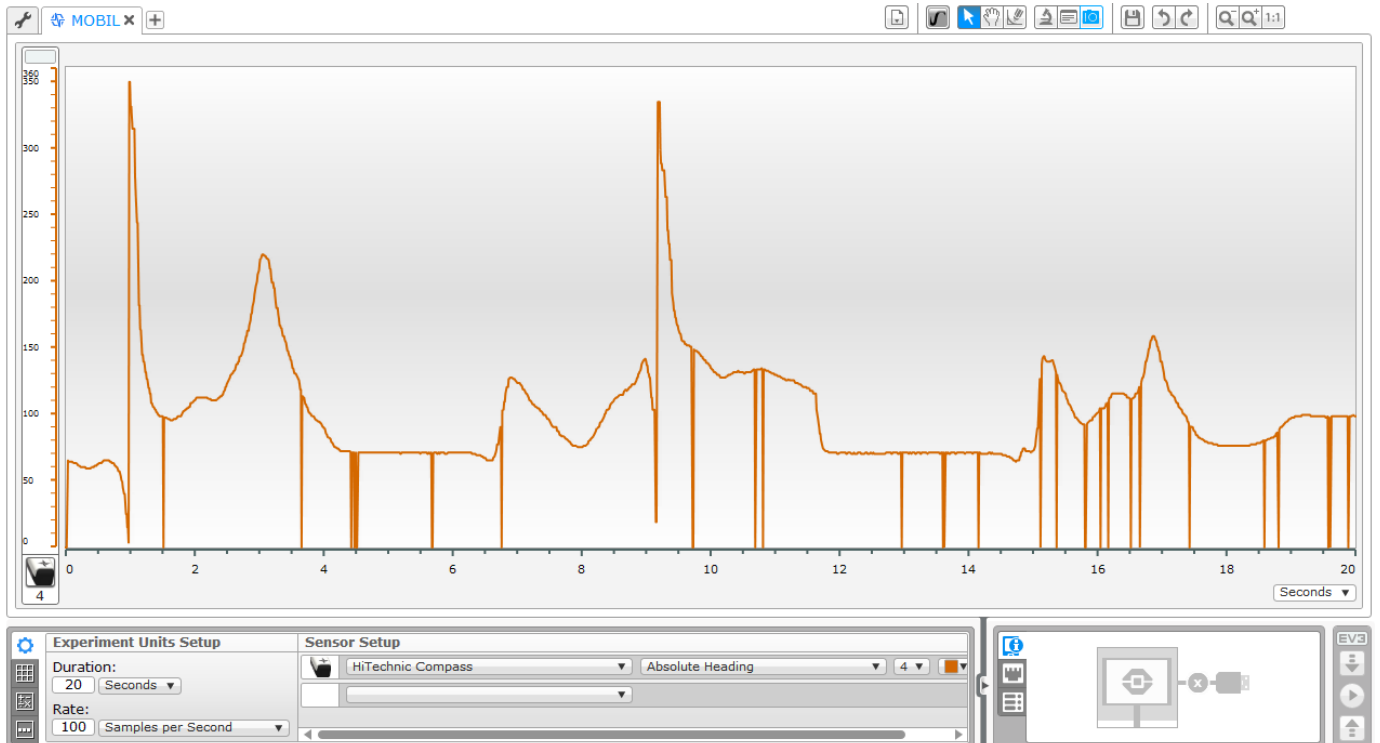 MOBIL
1:1
360
350
300
250
200
150
100
50
0
0 2 4 6 8 10 12 14 16 18 20
4
Seconds
Experiment Units Setup
Sensor Setup
EV3
Duration:
HiTechnic Compass Absolute Heading 4
20 Seconds
Rate:
100 Samples per Second